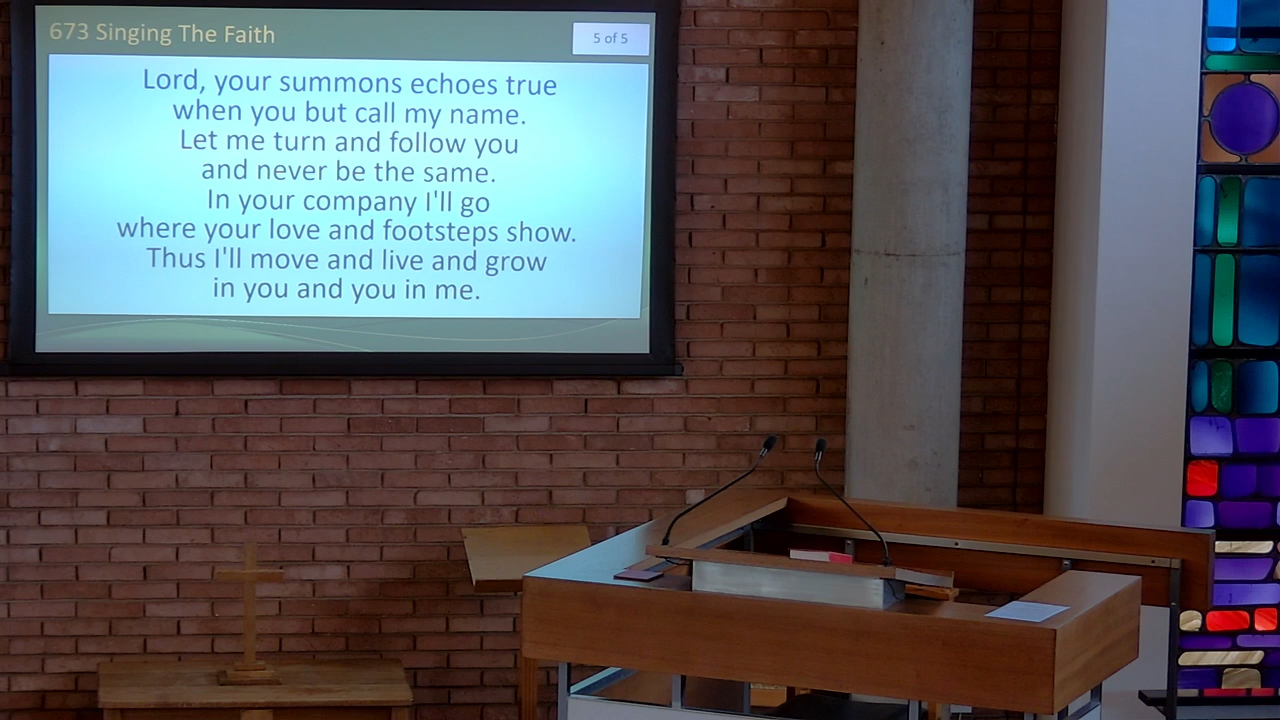 673 Singing The Faith
5 of 5
Lord, your summons echoes true
when you but call my name.
Let me turn and follow you
and never be the same.
In your company I'll go
where your love and footsteps show.
Thus I'll move and live and grow
in you and you in me.